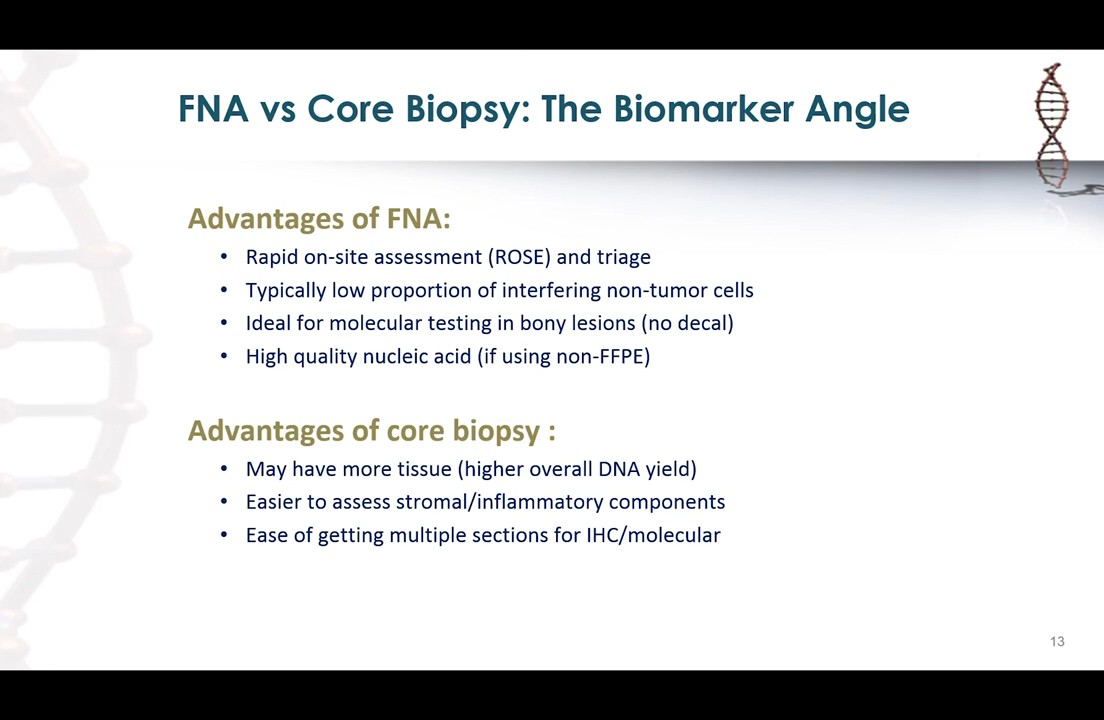 FNA vs Core Biopsy: The Biomarker Angle
Advantages of FNA:
• Rapid on-site assessment (ROSE) and triage
• Typically low proportion of interfering non-tumor cells
• Ideal for molecular testing in bony lesions (no decal)
• High quality nucleic acid (if using non-FFPE)
Advantages of core biopsy :
• May have more tissue (higher overall DNA yield)
• Easier to assess stromal/inflammatory components
• Ease of getting multiple sections for IHC/molecular
13